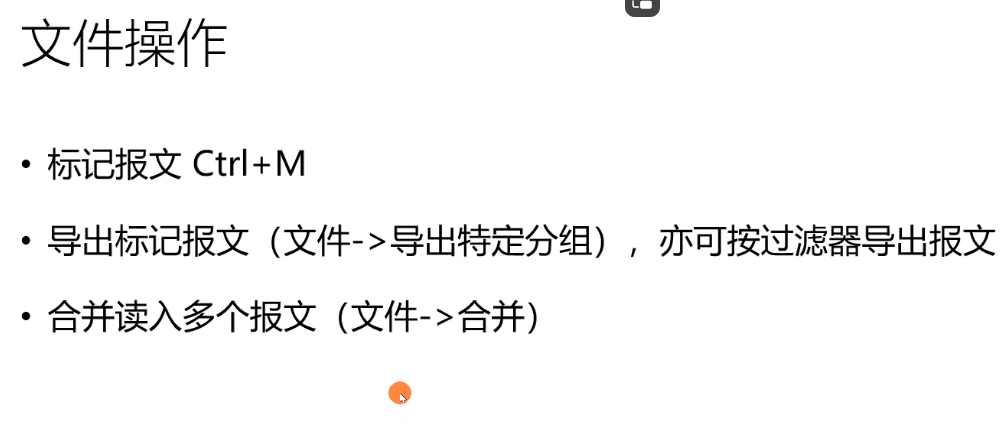 文件操作
• 标记报文 Ctrl+M
• 导出标记报文（文件->导出特定分组），亦可按过滤器导出报文
• 合并读入多个报文（文件->合并）